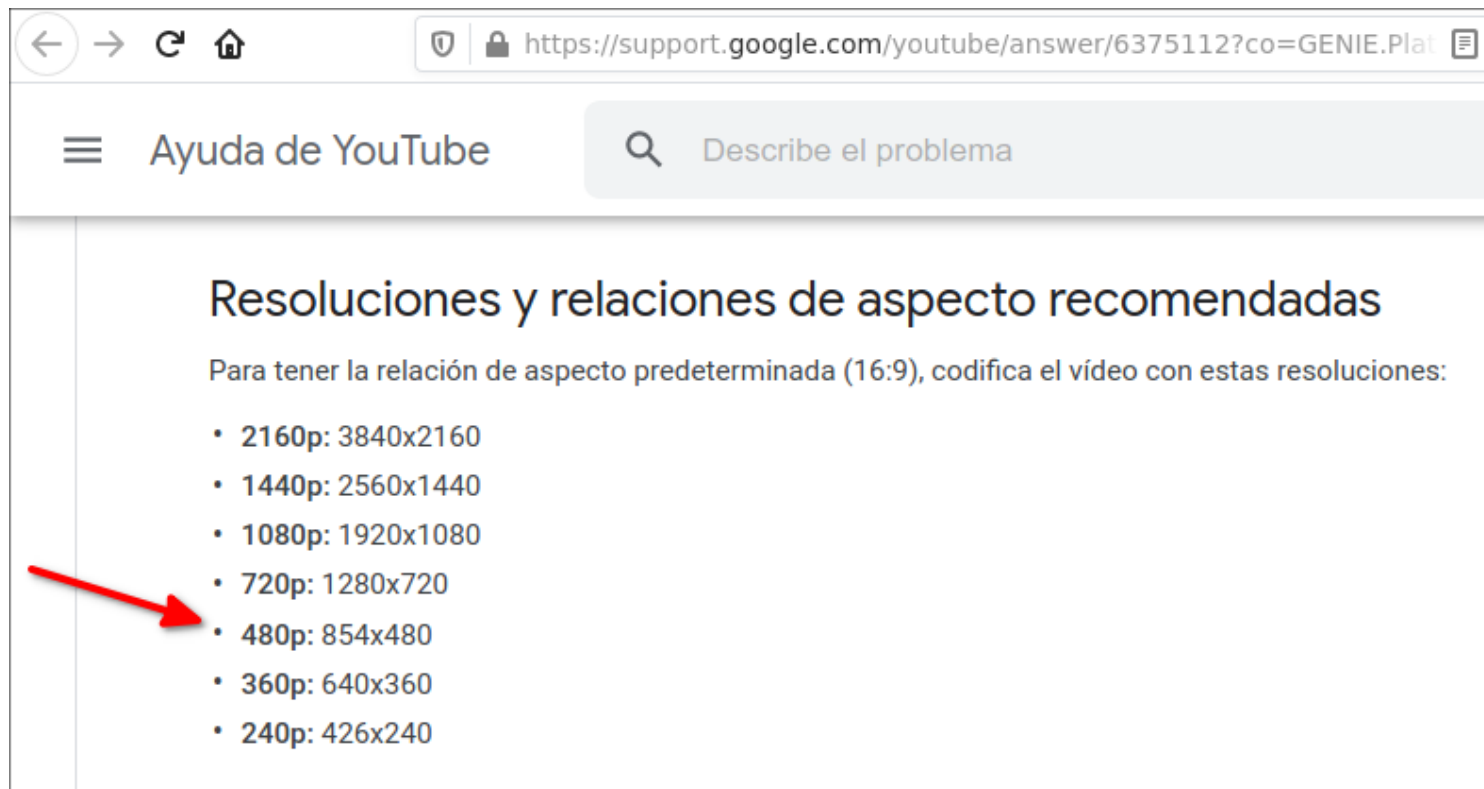 https://support.google.com/youtube/answer/6375112?co=GENIE.Plat
Ayuda de YouTube
Describe el problema
Resoluciones y relaciones de aspecto recomendadas
Para tener la relación de aspecto predeterminada (16:9), codifica el vídeo con estas resoluciones:
• 2160p: 3840x2160
• 1440p: 2560x1440
• 1080p: 1920x1080
• 720p: 1280x720
• 480p: 854x480
• 360p: 640x360
• 240p: 426x240